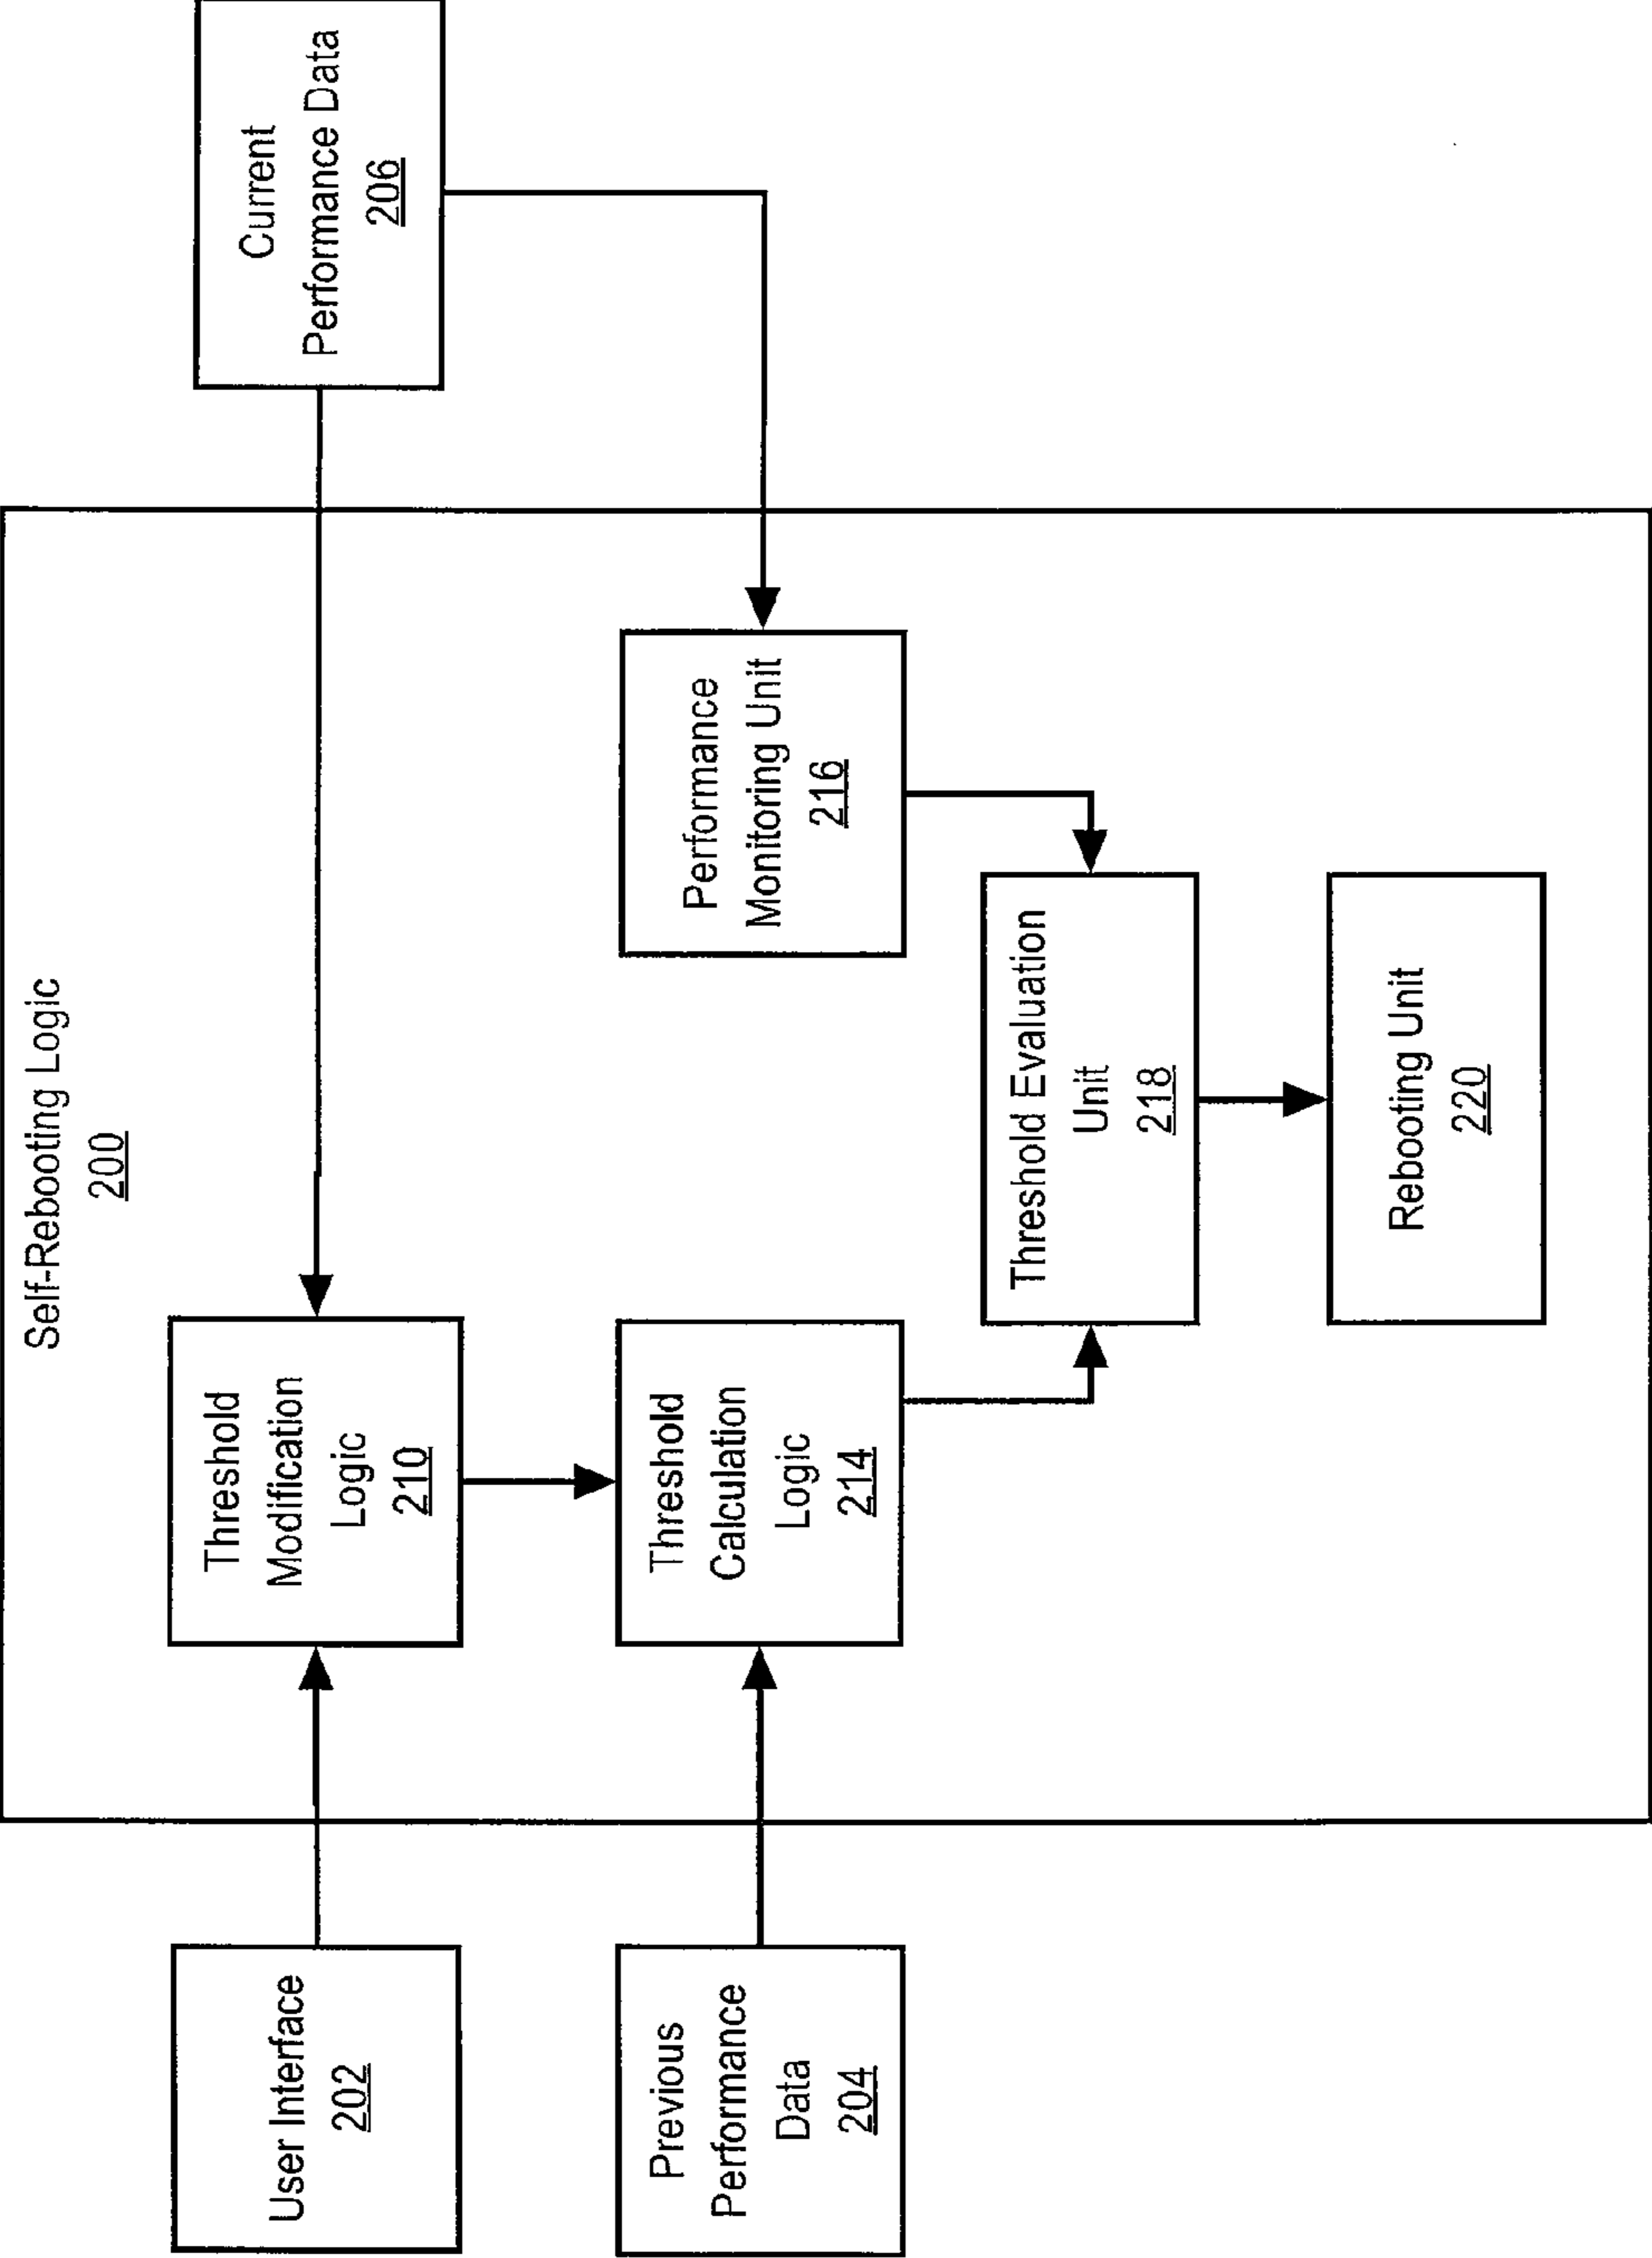 Self-Rebooting Logic
200
User Interface
202
Threshold
Modification
Logic
210
Current
Performance Data
206
Previous
Performance
Data
204
Threshold
Calculation
Logic
214
Performance
Monitoring Unit
216
Threshold Evaluation
Unit
218
Rebooting Unit
220